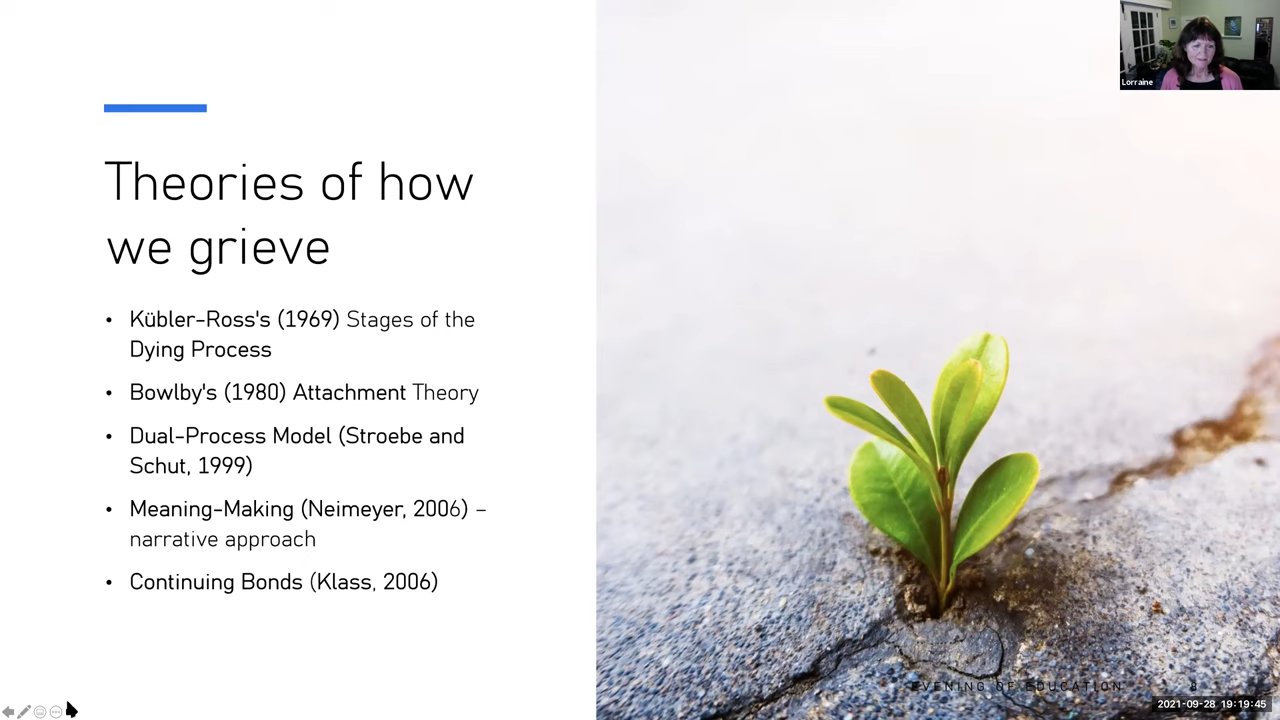 Lorraine
Theories of how
we grieve
• Kübler-Ross's (1969) Stages of the
Dying Process
• Bowlby's (1980) Attachment Theory
• Dual-Process Model (Stroebe and
Schut, 1999)
• Meaning-Making (Neimeyer, 2006) –
narrative approach
• Continuing Bonds (Klass, 2006)
EVENING OF EDUCATION 8
2021-09-28 19:19:45